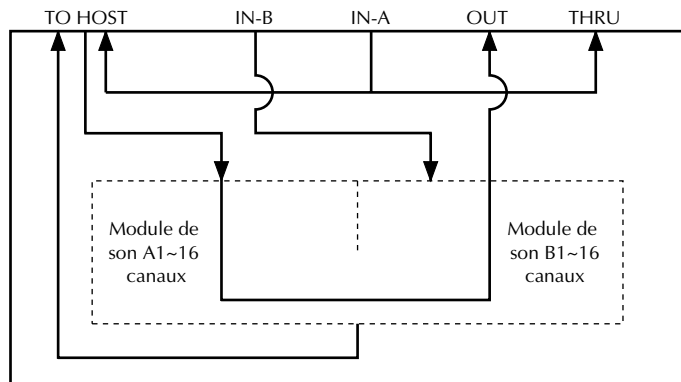 TO HOST IN-B IN-A OUT THRU
Module de
son A1~16
canaux
Module de
son B1~16
canaux